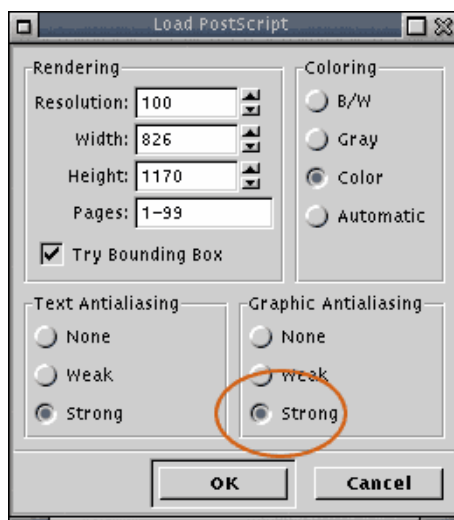 Load PostScript
Rendering
Resolution: 100
Width: 826
Height: 1170
Pages: 1-99
Try Bounding Box
Coloring
B/W
Gray
Color
Automatic
Text Antialiasing
None
Weak
Strong
Graphic Antialiasing
None
Weak
Strong
OK
Cancel